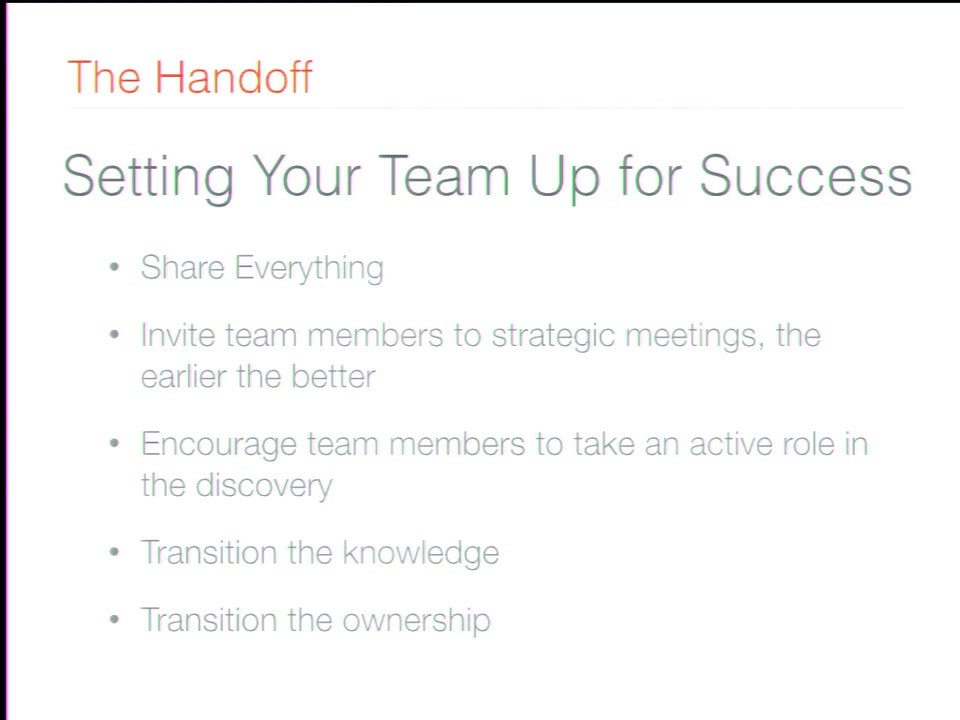 The Handoff
Setting Your Team Up for Success
• Share Everything
• Invite team members to strategic meetings, the
earlier the better
• Encourage team members to take an active role in
the discovery
• Transition the knowledge
• Transition the ownership